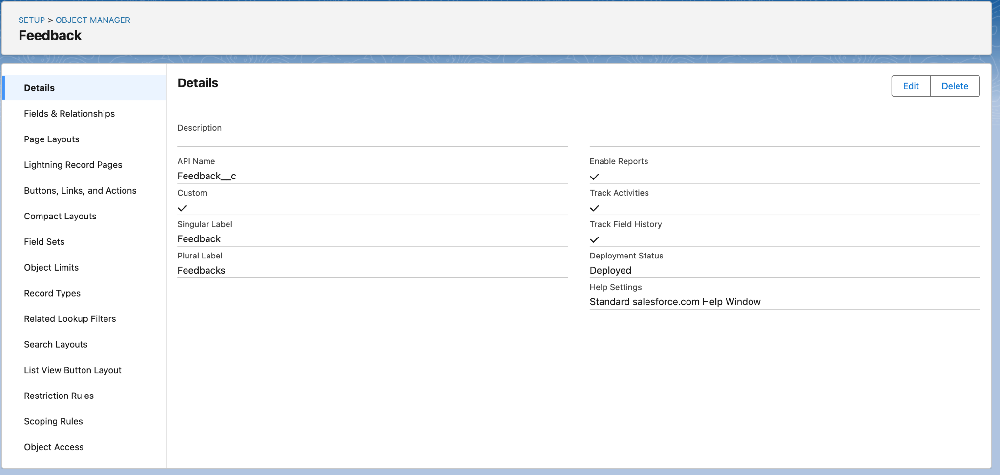 SETUP > OBJECT MANAGER
Feedback
Details
Fields & Relationships
Page Layouts
Lightning Record Pages
Buttons, Links, and Actions
Compact Layouts
Field Sets
Object Limits
Record Types
Related Lookup Filters
Search Layouts
List View Button Layout
Restriction Rules
Scoping Rules
Object Access
Details
Edit
Delete
Description
API Name
Feedback__c
Custom
Singular Label
Feedback
Plural Label
Feedbacks
Enable Reports
Track Activities
Track Field History
Deployment Status
Deployed
Help Settings
Standard salesforce.com Help Window